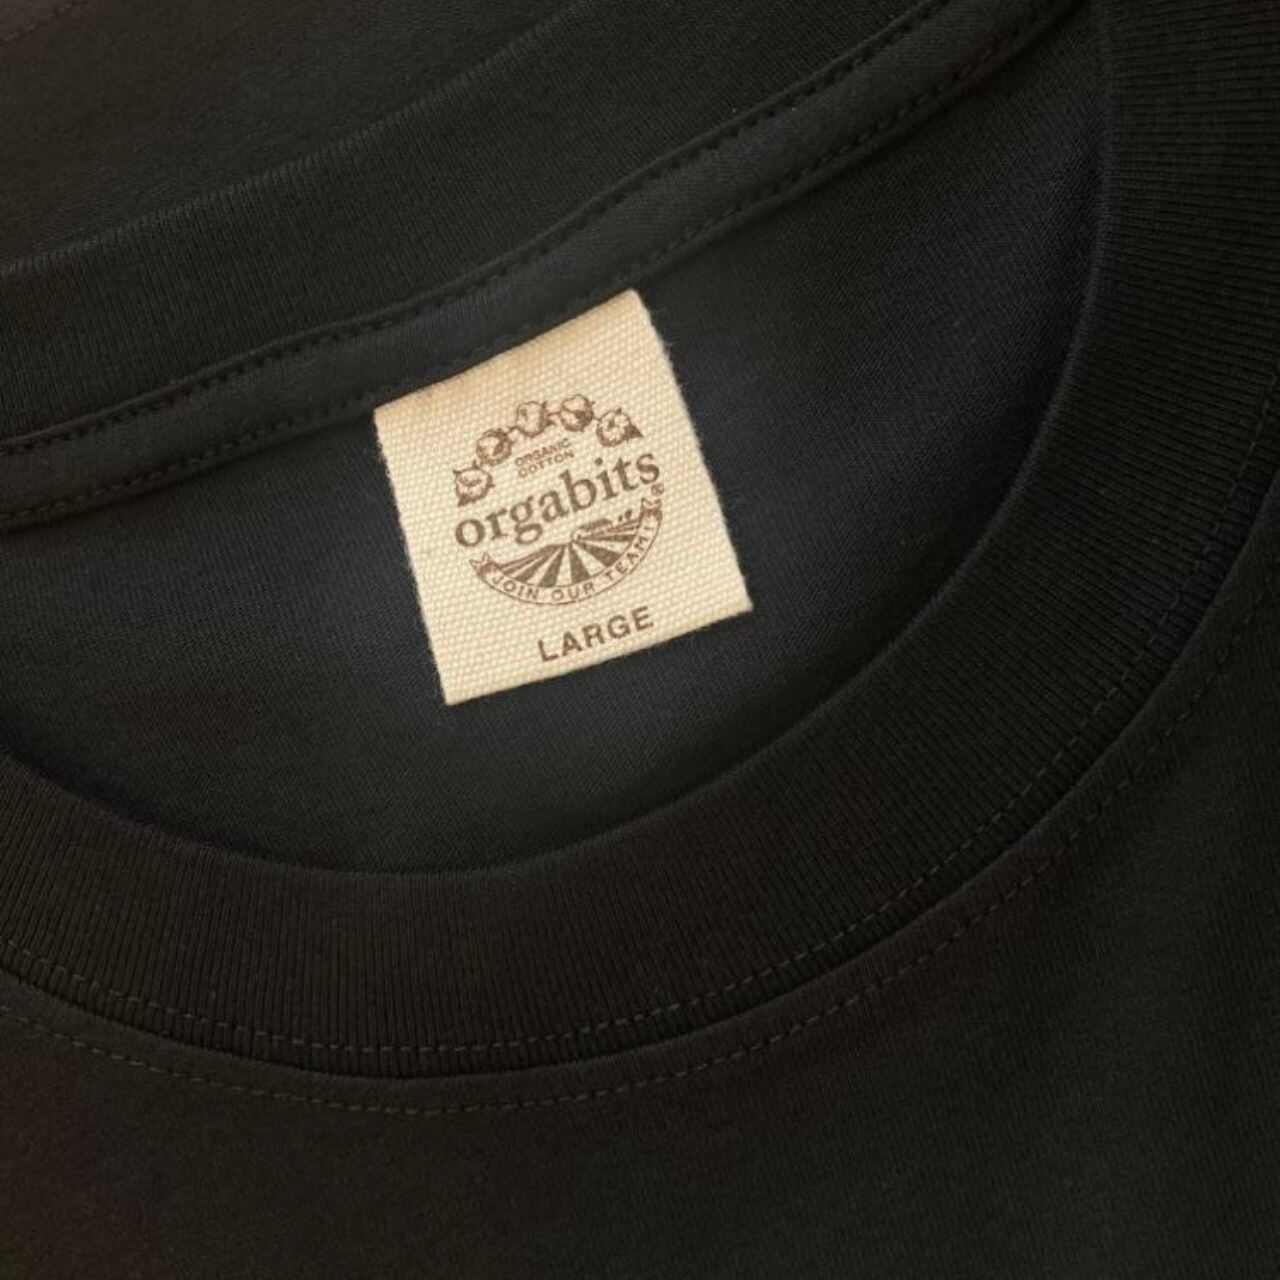 ORGANIC
COTTON
orgabits
JOIN OUR TEAM!
LARGE